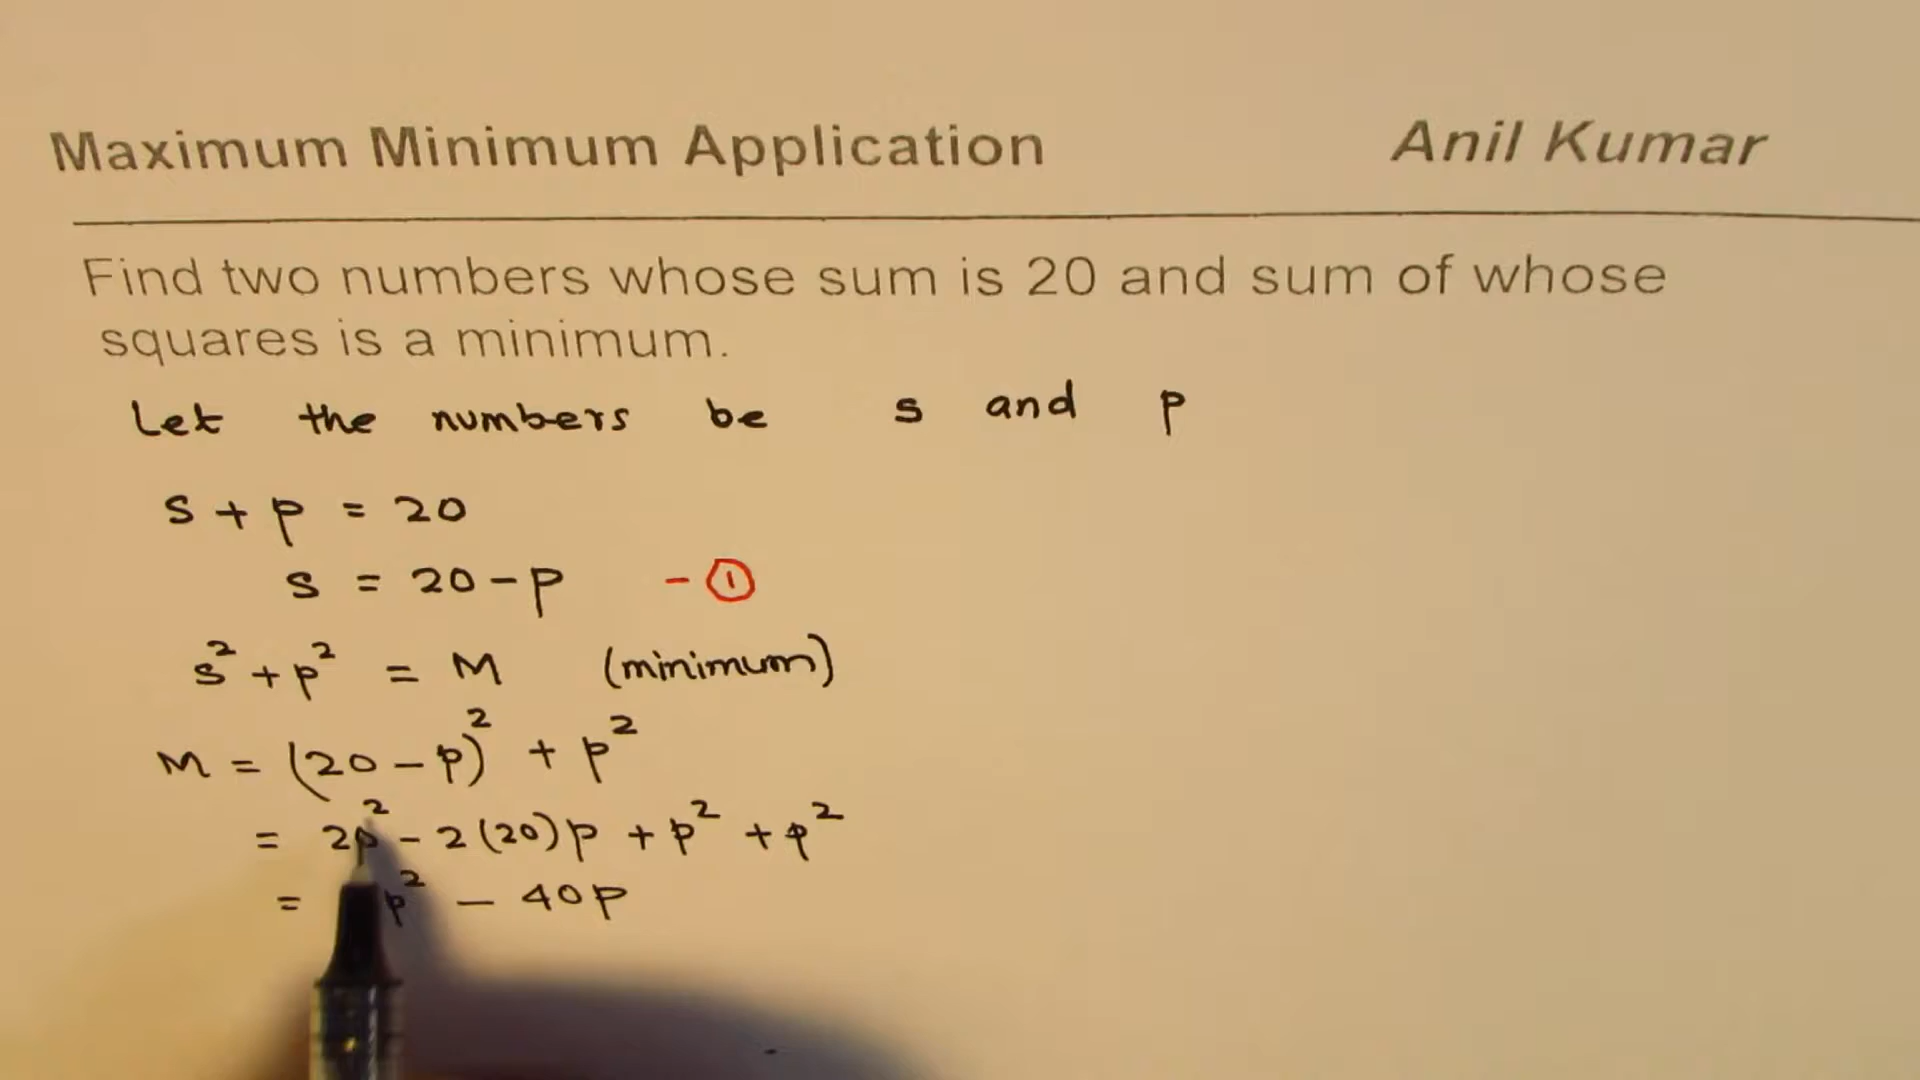 Maximum Minimum Application Anil Kumar
Find two numbers whose sum is 20 and sum of whose
squares is a minimum.
Let the numbers be s and p
s + p = 20
s = 20 - p - ①
s² + p² = M (minimum)
M = (20 - p)² + p²
= 20² - 2(20)p + p² + p²
= p² - 40p